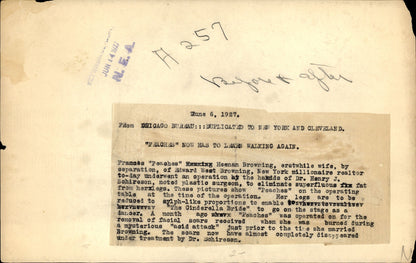 A 257
JUN 14 1927
N.E.A.
Before & after
June 6, 1927.
From CHICAGO BUREAU:::DUPLICATED TO NEW YORK AND CLEVELAND.
"PEACHES" NOW HAS TO LEARN WALKING AGAIN.
Frances "Peaches" Heenan Browning, erstwhile wife, by
separation, of Edward West Browning, New York millionaire realtor
to-day underwent an operation by the hands of Dr. Henry J.
Schireson, noted plastic surgeon, to eliminate superfluous fat
from her legs. These pictures show "Peaches" on the operating
table at the time of the operation. Her legs are to be
reduced to sylph-like proportions to enable
"The Cinderella Bride" to go on the stage as a
dancer. A month ago "Peaches" was operated on for the
removal of facial scars received when she was burned during
a mysterious "acid attack" just prior to the time she married
Browning. The scars now have almost completely disappeared
under treatment by Dr. Schireson.